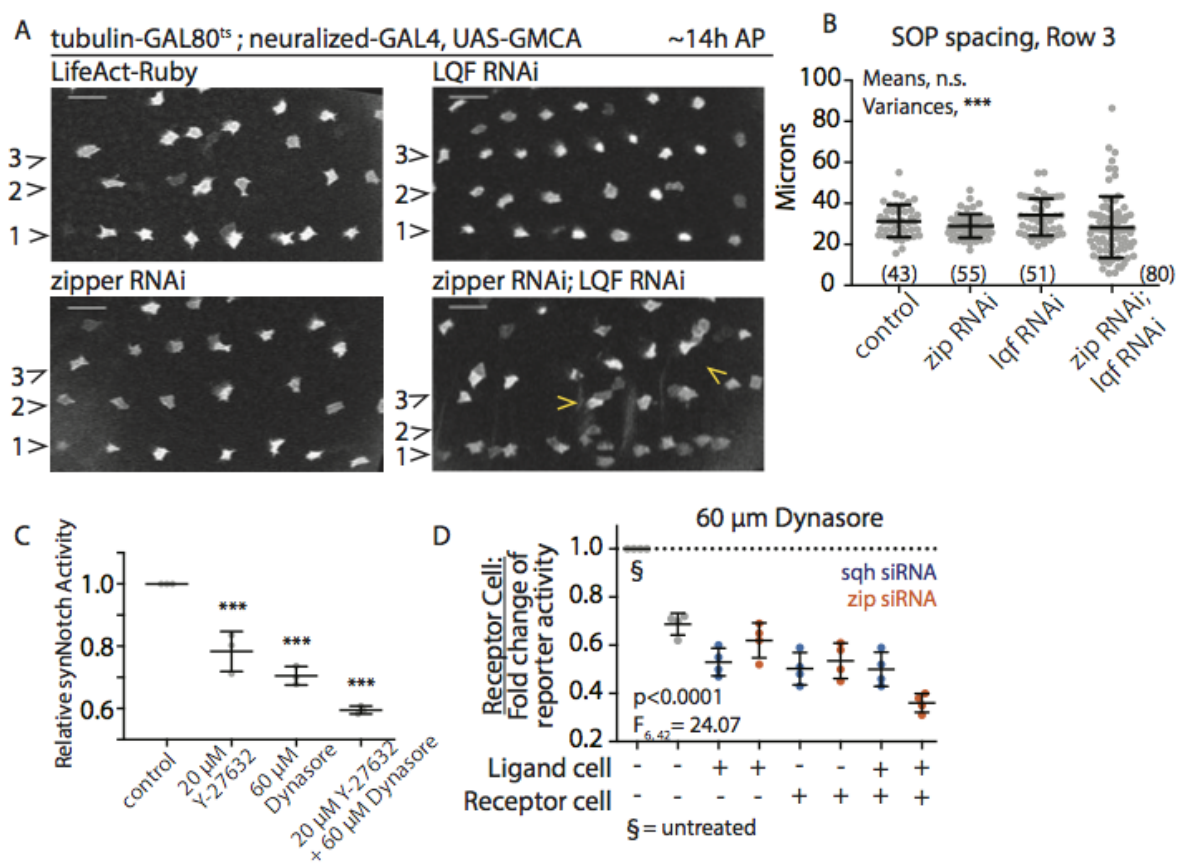 A
tubulin-GAL80ts ; neuralized-GAL4, UAS-GMCA ~14h AP
LifeAct-Ruby LQF RNAi
3>
2>
1>
3>
2>
1>
zipper RNAi zipper RNAi; LQF RNAi
3>
2>
1>
>
>
3>
2>
1>
B
SOP spacing, Row 3
Means, n.s.
Variances, ***
Microns
100
80
60
40
20
0
(43) (55) (51) (80)
control
zip RNAi
lqf RNAi
zip RNAi;
lqf RNAi
C
Relative synNotch Activity
1.0
0.8
0.6
***
***
***
control
20 µM
Y-27632
60 µM
Dynasore
20 µM Y-27632
+ 60 µM Dynasore
D
60 µm Dynasore
Receptor Cell:
Fold change of
reporter activity
1.0
0.8
0.6
0.4
0.2
§
sqh siRNA
zip siRNA
p<0.0001
F6,42= 24.07
Ligand cell - - + + - - + +
Receptor cell - - - - + + + +
§ = untreated